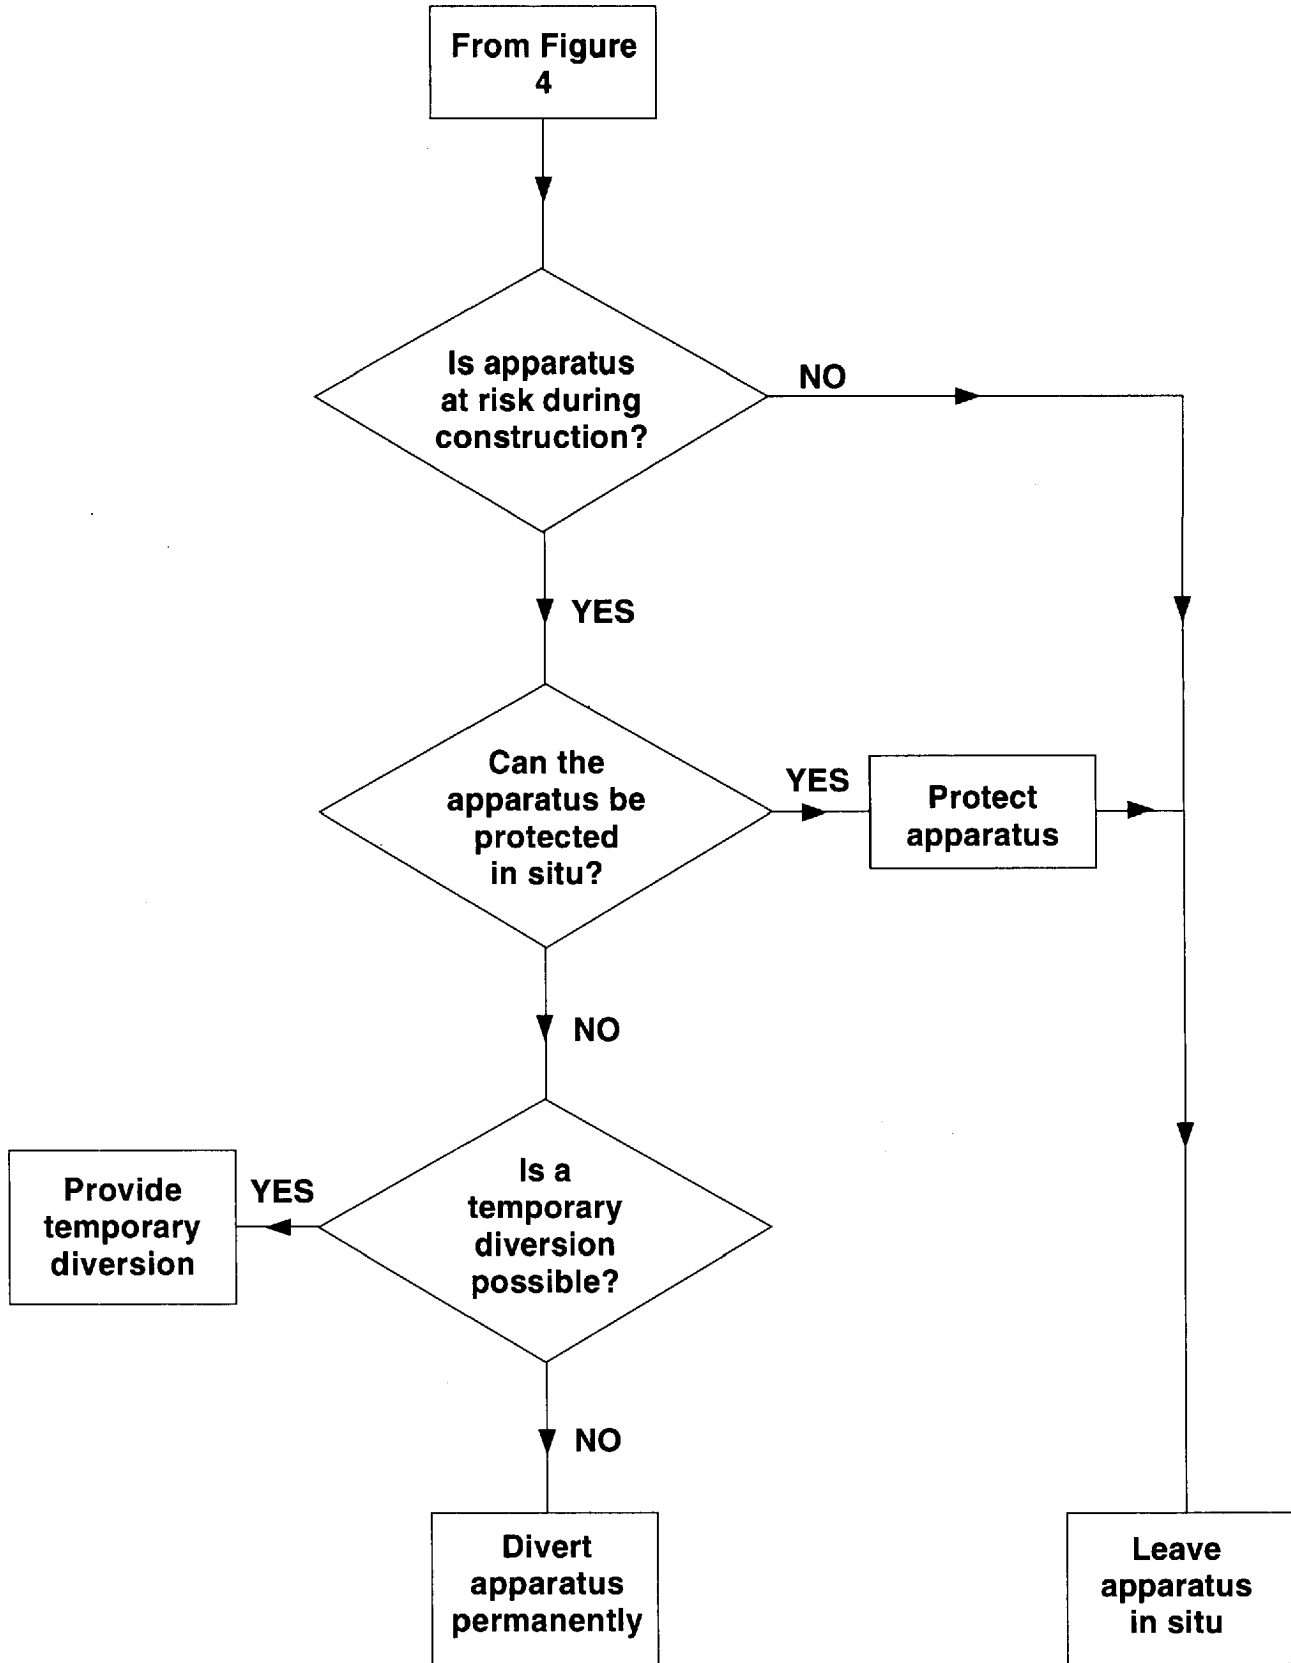 From Figure
4
Is apparatus
at risk during
construction?
NO
YES
Can the
apparatus be
protected
in situ?
YES
Protect
apparatus
NO
Is a
temporary
diversion
possible?
YES
Provide
temporary
diversion
NO
Divert
apparatus
permanently
Leave
apparatus
in situ